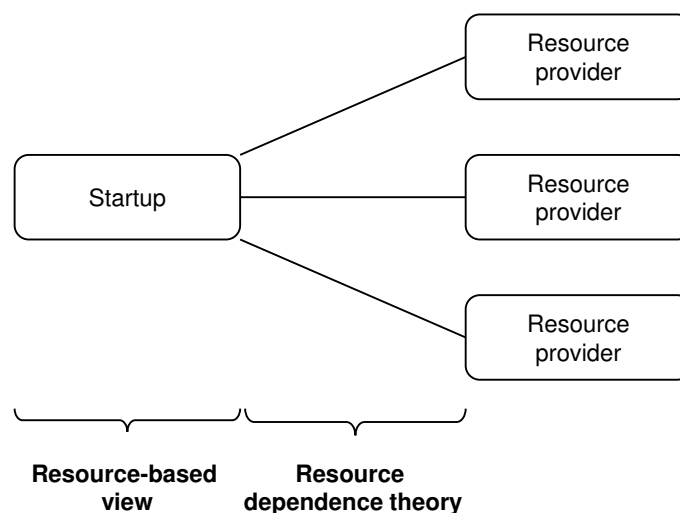 Resource
provider
Startup
Resource
provider
Resource
provider
Resource-based
view
Resource
dependence theory